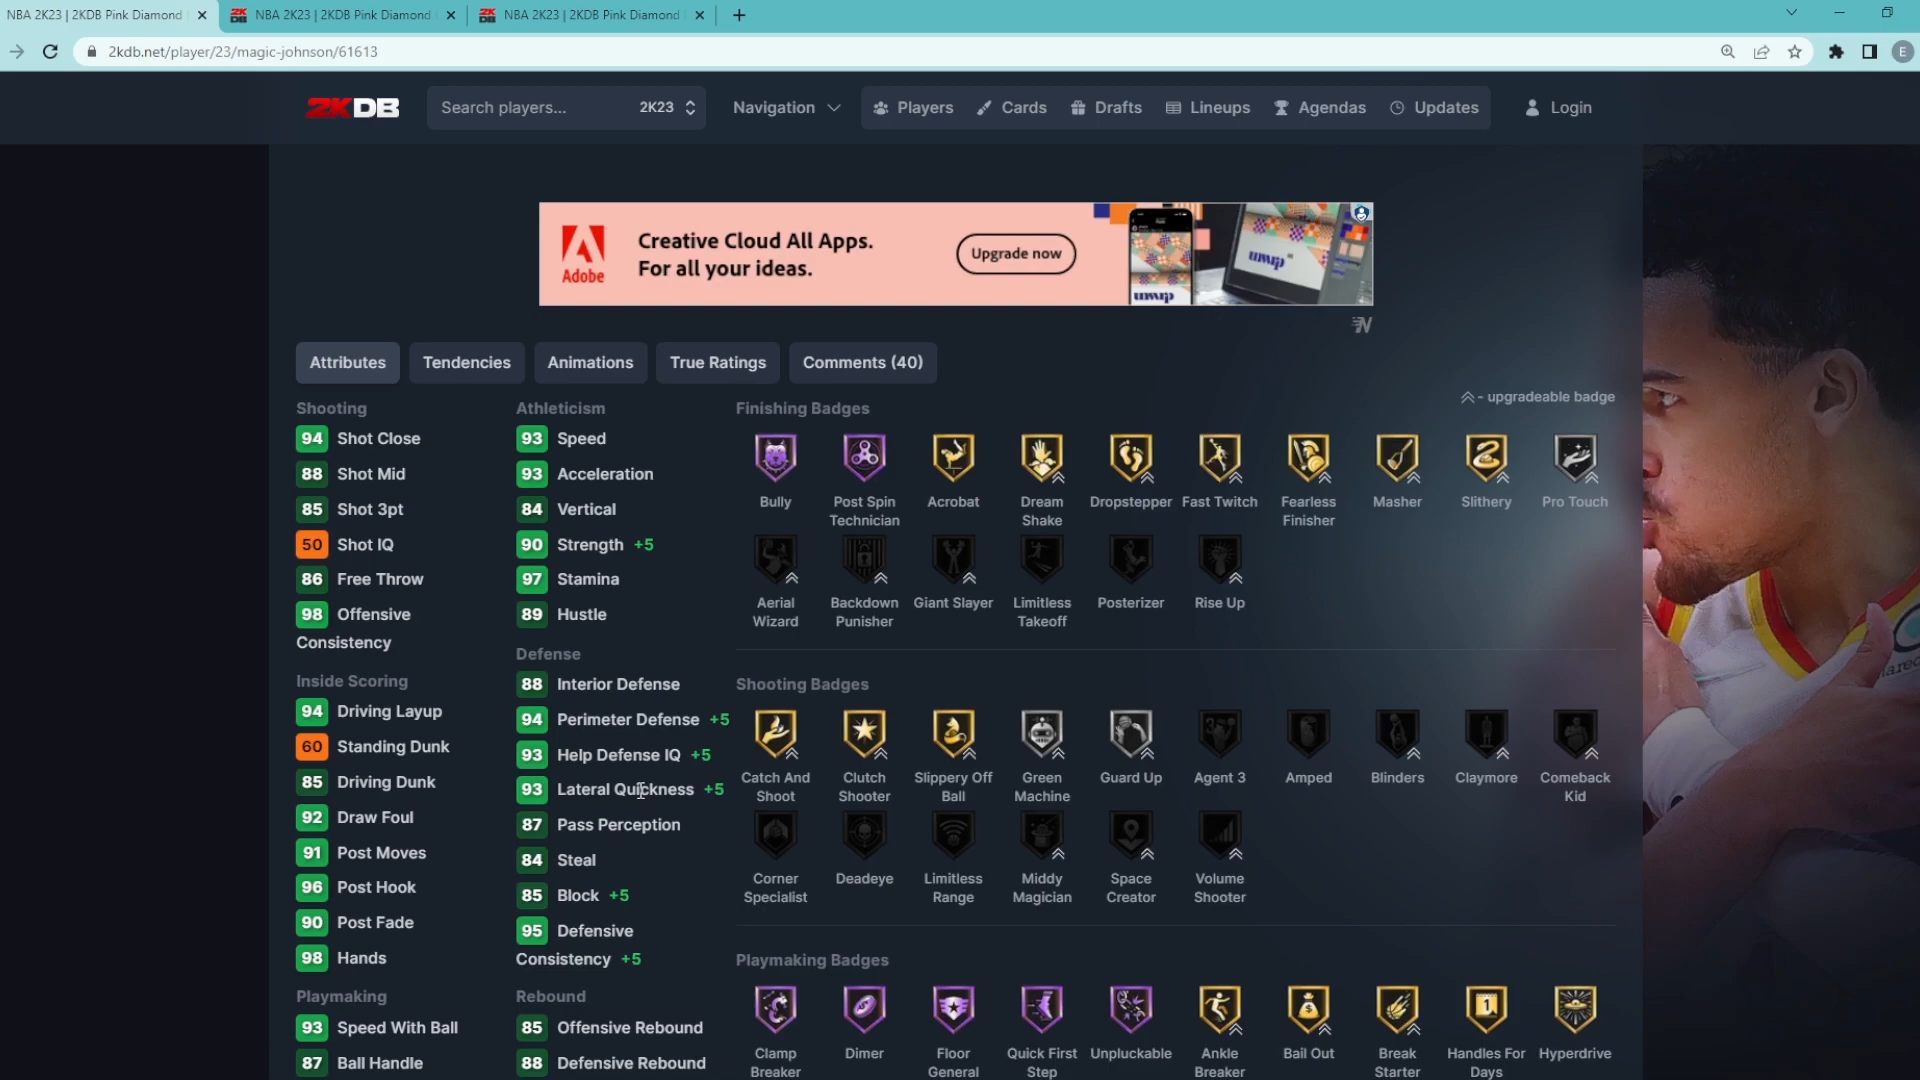 NBA 2K23 | 2KDB Pink Diamond
NBA 2K23 | 2KDB Pink Diamond
NBA 2K23 | 2KDB Pink Diamond
2kdb.net/player/23/magic-johnson/61613
E
2KDB
Search players...
2K23
Navigation
Players
Cards
Drafts
Lineups
Agendas
Updates
Login
Adobe
Creative Cloud All Apps.
For all your ideas.
Upgrade now
Attributes
Tendencies
Animations
True Ratings
Comments (40)
- upgradeable badge
Shooting
94 Shot Close
88 Shot Mid
85 Shot 3pt
50 Shot IQ
86 Free Throw
98 Offensive
Consistency
Inside Scoring
94 Driving Layup
60 Standing Dunk
85 Driving Dunk
92 Draw Foul
91 Post Moves
96 Post Hook
90 Post Fade
98 Hands
Playmaking
93 Speed With Ball
87 Ball Handle
Athleticism
93 Speed
93 Acceleration
84 Vertical
90 Strength +5
97 Stamina
89 Hustle
Defense
88 Interior Defense
94 Perimeter Defense +5
93 Help Defense IQ +5
93 Lateral Quickness +5
87 Pass Perception
84 Steal
85 Block +5
95 Defensive
Consistency +5
Rebound
85 Offensive Rebound
88 Defensive Rebound
Finishing Badges
Bully
Post Spin
Technician
Acrobat
Dream
Shake
Dropstepper
Fast Twitch
Fearless
Finisher
Masher
Slithery
Pro Touch
Aerial
Wizard
Backdown
Punisher
Giant Slayer
Limitless
Takeoff
Posterizer
Rise Up
Shooting Badges
Catch And
Shoot
Clutch
Shooter
Slippery Off
Ball
Green
Machine
Guard Up
Agent 3
Amped
Blinders
Claymore
Comeback
Kid
Corner
Specialist
Deadeye
Limitless
Range
Middy
Magician
Space
Creator
Volume
Shooter
Playmaking Badges
Clamp
Breaker
Dimer
Floor
General
Quick First
Step
Unpluckable
Ankle
Breaker
Bail Out
Break
Starter
Handles For
Days
Hyperdrive